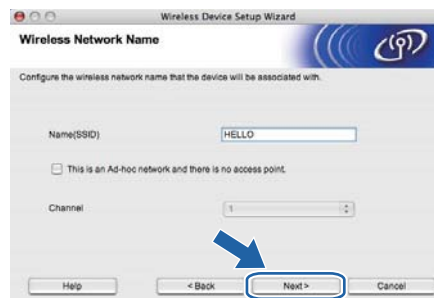 Wireless Device Setup Wizard
Wireless Network Name
Configure the wireless network name that the device will be associated with.
Name(SSID)
HELLO
This is an Ad-hoc network and there is no access point.
Channel
1
Help
< Back
Next >
Cancel